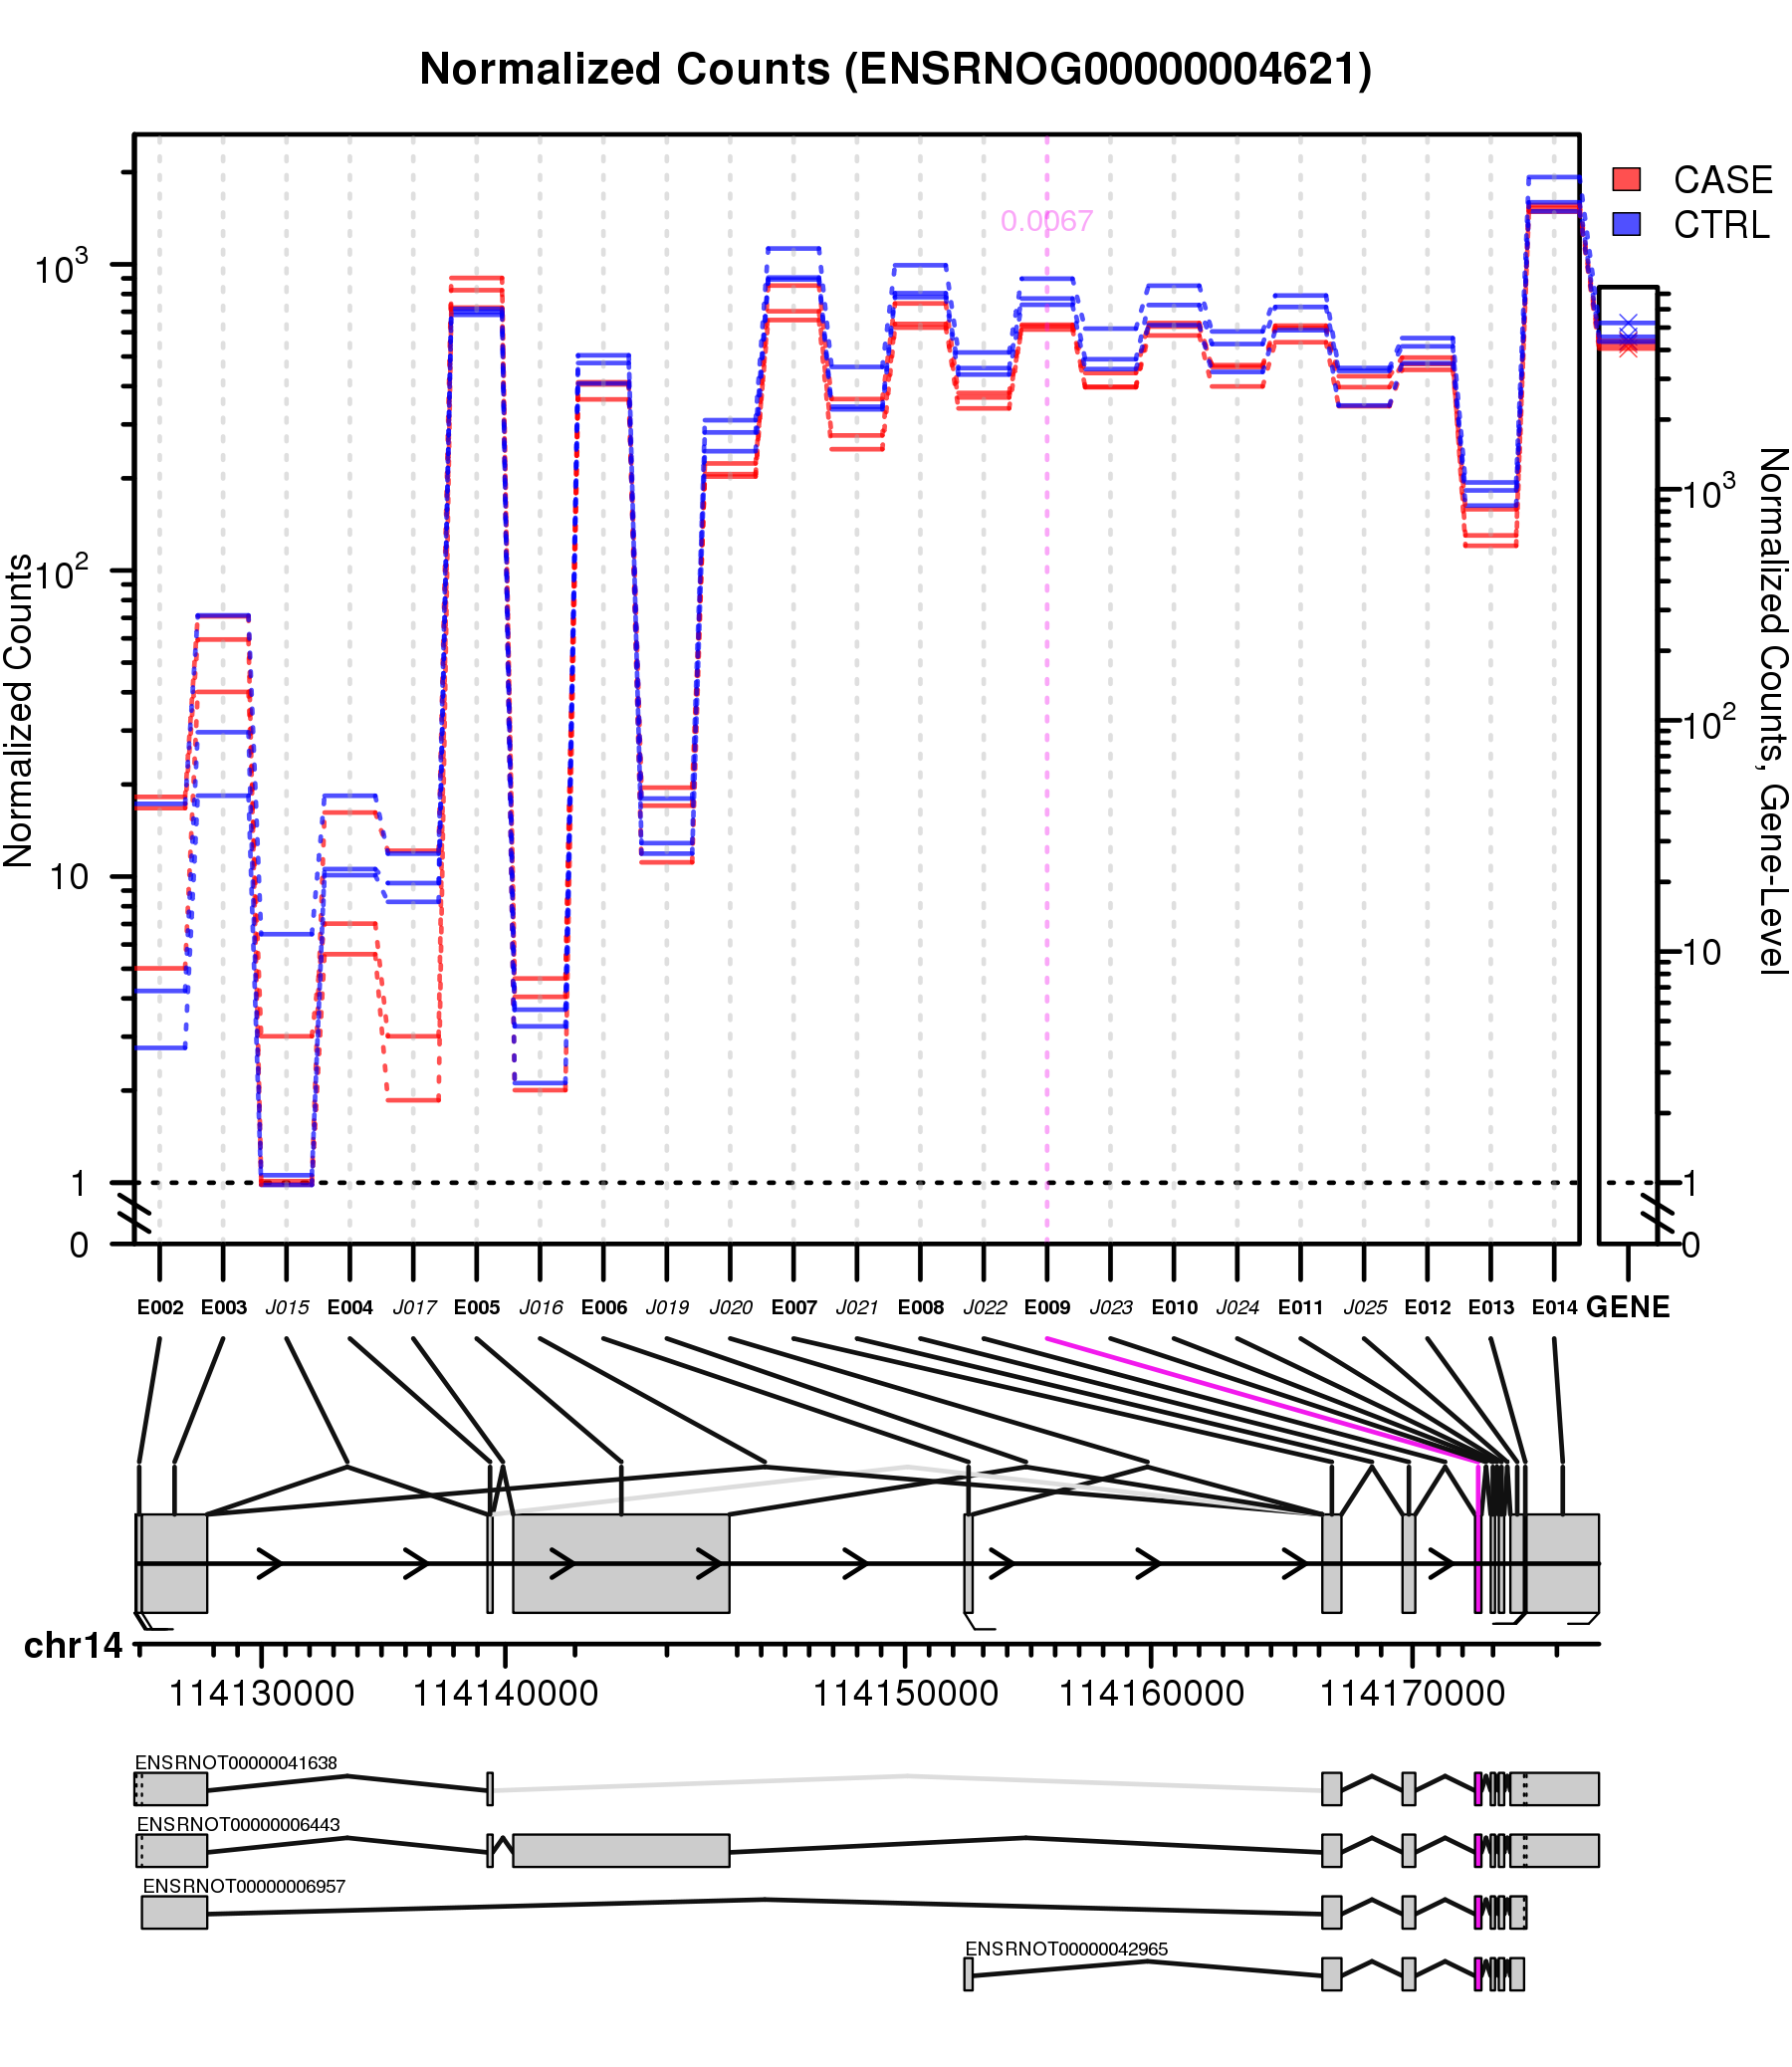 Normalized Counts (ENSRNOG00000004621)
CASE
CTRL
0.0067
Normalized Counts
10³
10²
10
1
0
Normalized Counts, Gene-Level
10³
10²
10
1
0
E002 E003 J015 E004 J017 E005 J016 E006 J019 J020 E007 J021 E008 J022 E009 J023 E010 J024 E011 J025 E012 E013 E014 GENE
chr14
114130000 114140000 114150000 114160000 114170000
ENSRNOT00000041638
ENSRNOT00000006443
ENSRNOT00000006957
ENSRNOT00000042965